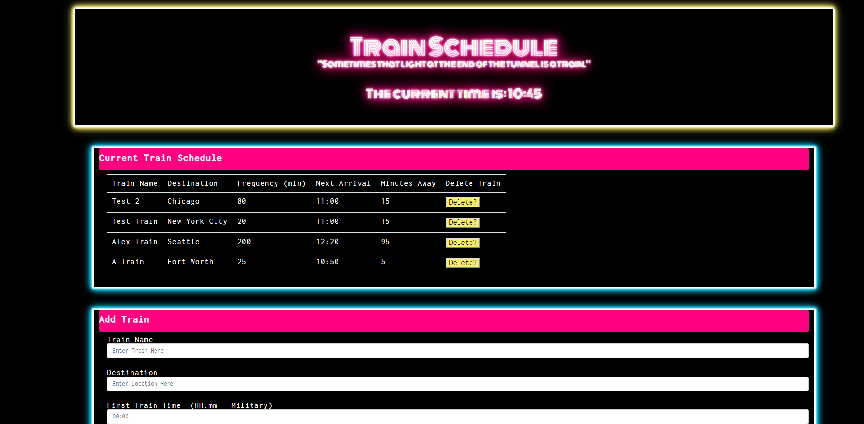 Train Schedule
"Sometimes that light at the end of the tunnel is a train."
The current time is: 10:45
Current Train Schedule
Train Name Destination Frequency (min) Next Arrival Minutes Away Delete Train
Test 2 Chicago 80 11:00 15 Delete?
Test Train New York City 20 11:00 15 Delete?
Alex Train Seattle 200 12:20 95 Delete?
A Train Fort Worth 25 10:50 5 Delete?
Add Train
Train Name
Enter Train Here
Destination
Enter Location Here
First Train Time (HH:mm - Military)
00:00